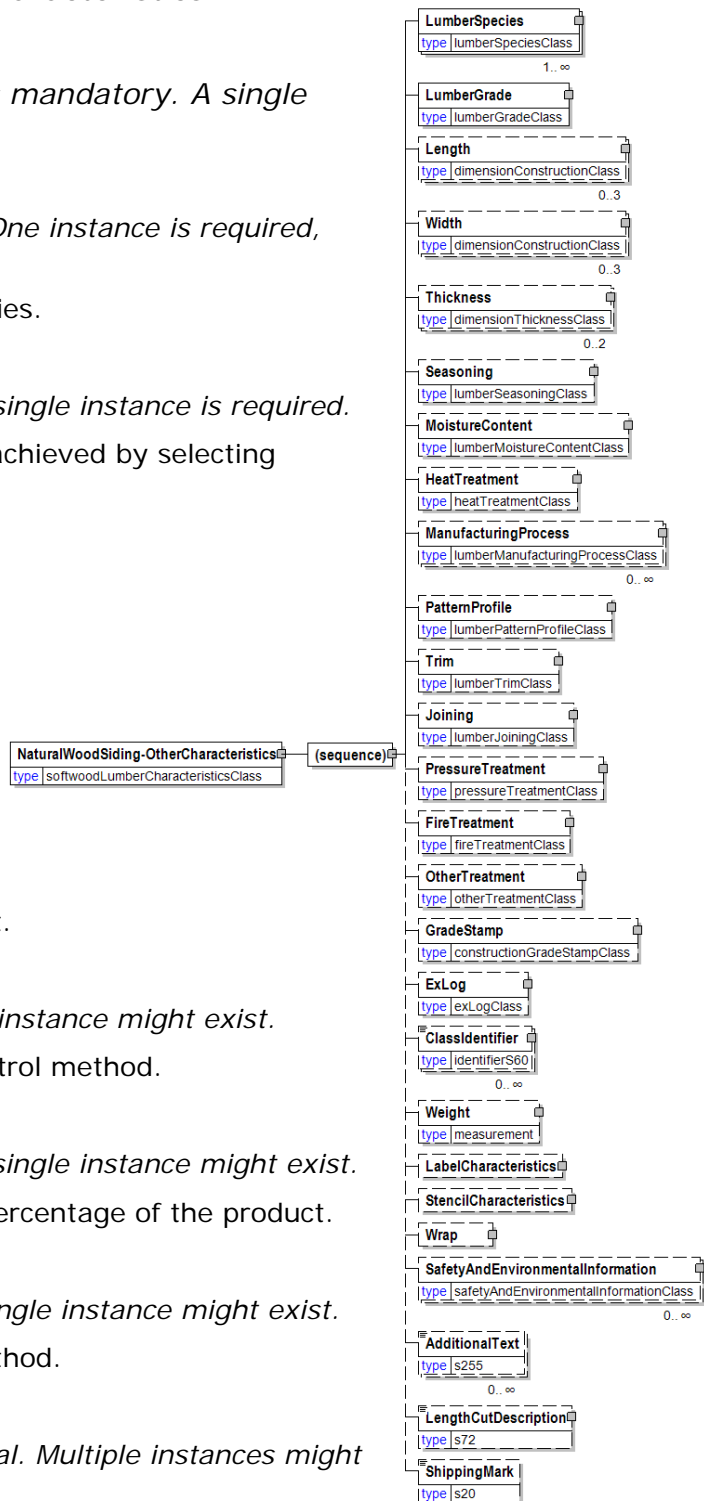 mandatory. A single
One instance is required,
ies.
single instance is required.
achieved by selecting
instance might exist.
trol method.
single instance might exist.
ercentage of the product.
ngle instance might exist.
thod.
al. Multiple instances might
NaturalWoodSiding-OtherCharacteristics
type softwoodLumberCharacteristicsClass
(sequence)
LumberSpecies
type lumberSpeciesClass
1..∞
LumberGrade
type lumberGradeClass
Length
type dimensionConstructionClass
0..3
Width
type dimensionConstructionClass
0..3
Thickness
type dimensionThicknessClass
0..2
Seasoning
type lumberSeasoningClass
MoistureContent
type lumberMoistureContentClass
HeatTreatment
type heatTreatmentClass
ManufacturingProcess
type lumberManufacturingProcessClass
0..∞
PatternProfile
type lumberPatternProfileClass
Trim
type lumberTrimClass
Joining
type lumberJoiningClass
PressureTreatment
type pressureTreatmentClass
FireTreatment
type fireTreatmentClass
OtherTreatment
type otherTreatmentClass
GradeStamp
type constructionGradeStampClass
ExLog
type exLogClass
ClassIdentifier
type identifierS60
0..∞
Weight
type measurement
LabelCharacteristics
StencilCharacteristics
Wrap
SafetyAndEnvironmentalInformation
type safetyAndEnvironmentalInformationClass
0..∞
AdditionalText
type s255
0..∞
LengthCutDescription
type s72
ShippingMark
type s20